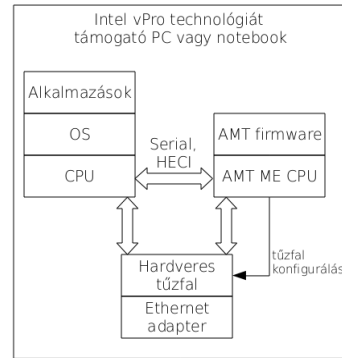 Intel vPro technológiát
támogató PC vagy notebook
Alkalmazások
OS
CPU
Serial,
HECI
AMT firmware
AMT ME CPU
tűzfal
konfigurálás
Hardveres
tűzfal
Ethernet
adapter